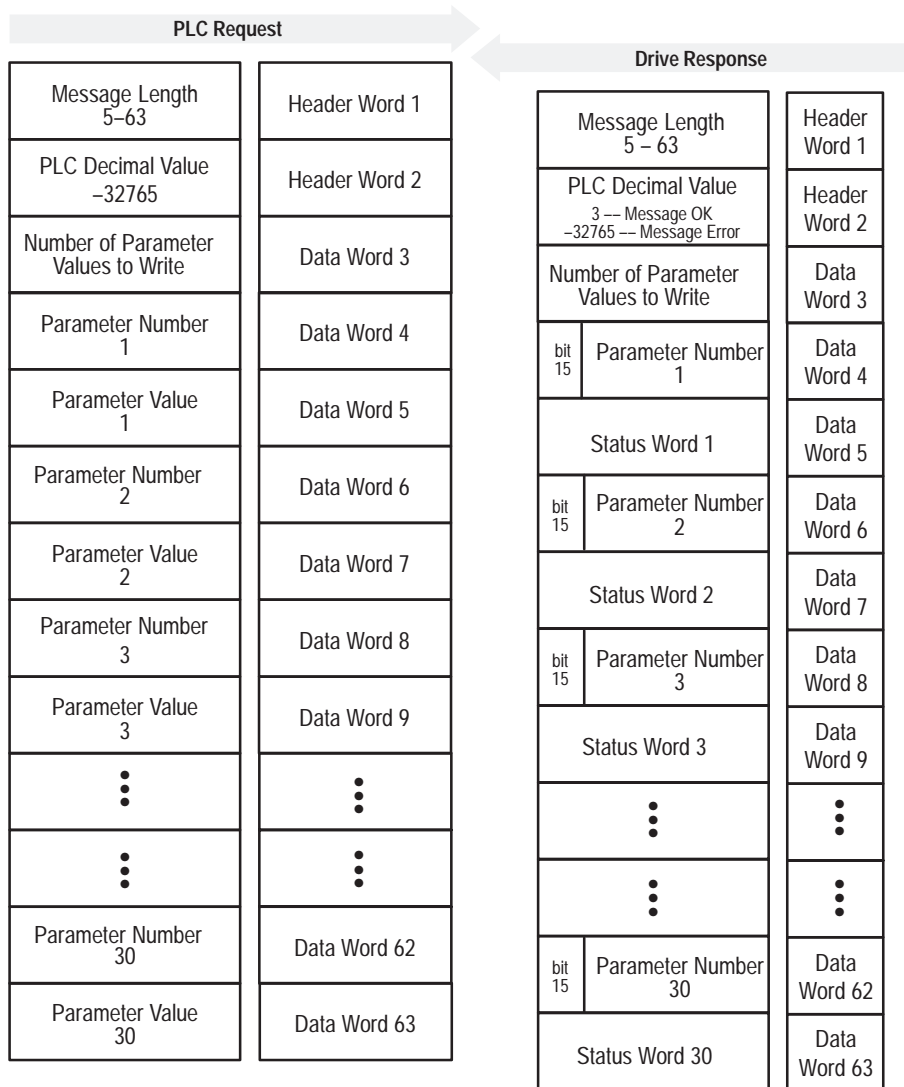 PLC Request
Message Length
5–63
Header Word 1
PLC Decimal Value
–32765
Header Word 2
Number of Parameter
Values to Write
Data Word 3
Parameter Number
1
Data Word 4
Parameter Value
1
Data Word 5
Parameter Number
2
Data Word 6
Parameter Value
2
Data Word 7
Parameter Number
3
Data Word 8
Parameter Value
3
Data Word 9
Parameter Number
30
Data Word 62
Parameter Value
30
Data Word 63
Drive Response
Message Length
5 – 63
Header
Word 1
PLC Decimal Value
3 –– Message OK
–32765 –– Message Error
Header
Word 2
Number of Parameter
Values to Write
Data
Word 3
bit
15
Parameter Number
1
Data
Word 4
Status Word 1
Data
Word 5
bit
15
Parameter Number
2
Data
Word 6
Status Word 2
Data
Word 7
bit
15
Parameter Number
3
Data
Word 8
Status Word 3
Data
Word 9
bit
15
Parameter Number
30
Data
Word 62
Status Word 30
Data
Word 63